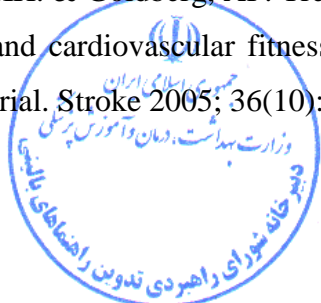 & Goldberg, AP. Tre
and cardiovascular fitness
rial. Stroke 2005; 36(10):
جمهوری اسلامی ایران
وزارت بهداشت، درمان و آموزش پزشکی
دبیرخانه شورای راهبردی تدوین راهنماهای بالینی